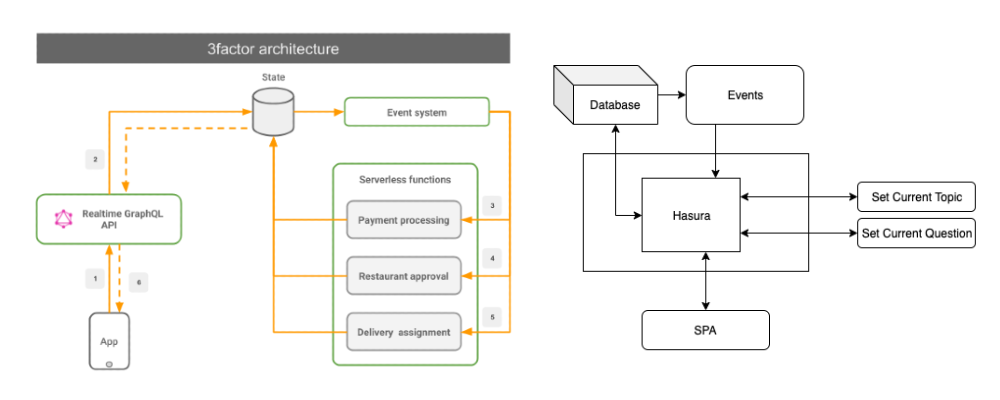 3factor architecture
State
Event system
2
Serverless functions
Realtime GraphQL
API
Payment processing
3
Restaurant approval
4
1
6
Delivery assignment
5
App
Database
Events
Hasura
Set Current Topic
Set Current Question
SPA